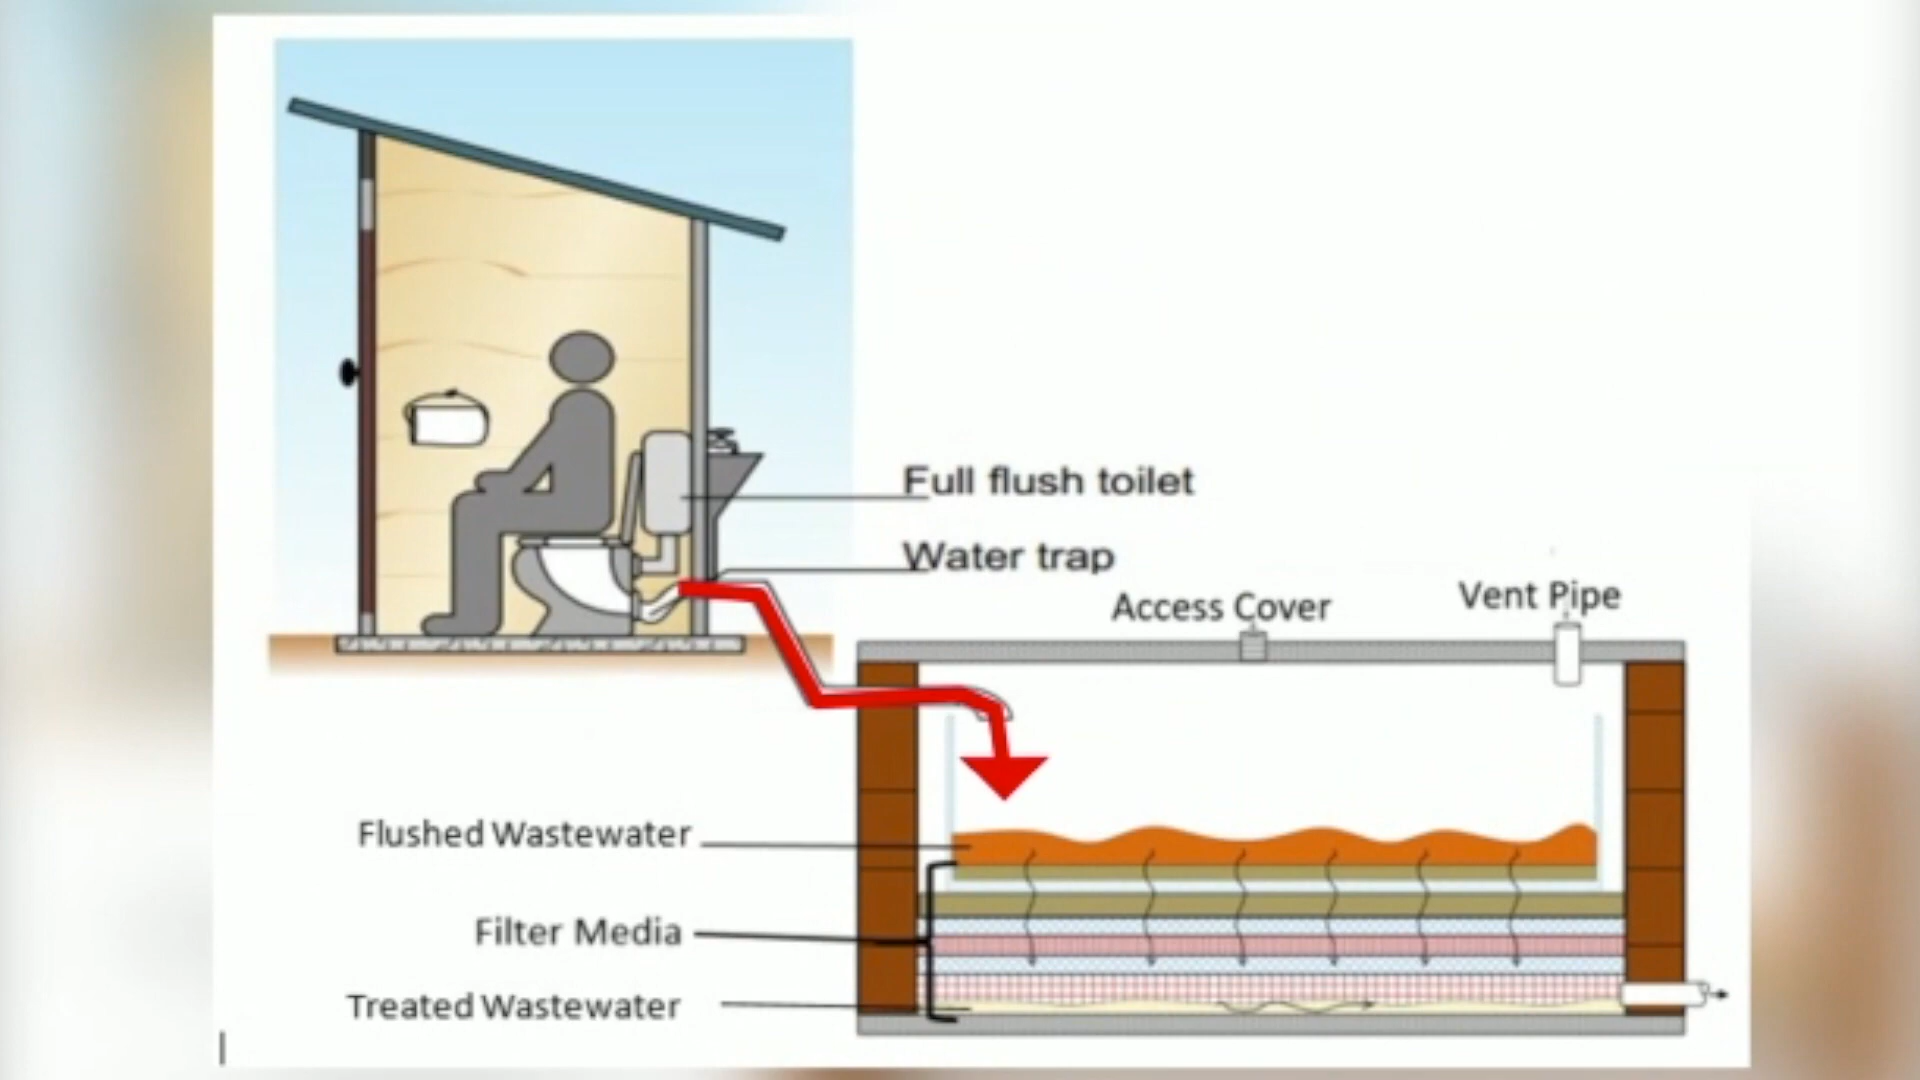 Full flush toilet
Water trap
Access Cover
Vent Pipe
Flushed Wastewater
Filter Media
Treated Wastewater